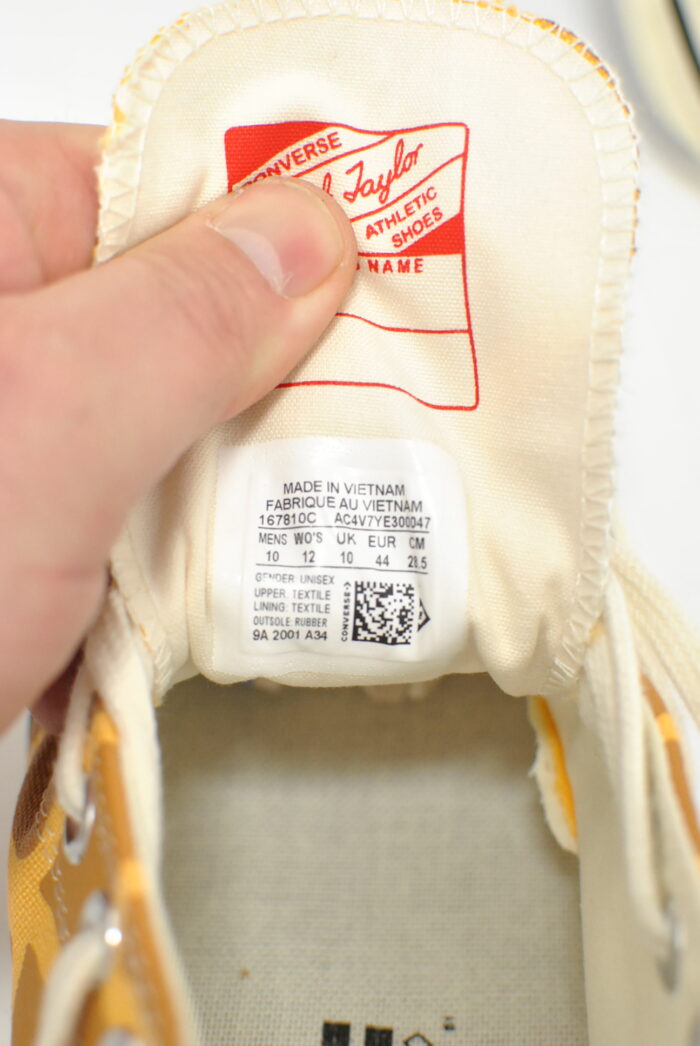 CONVERSE
Taylor
ATHLETIC
SHOES
NAME
MADE IN VIETNAM
FABRIQUE AU VIETNAM
167810C AC4V7YE300047
MENS WO'S UK EUR CM
10 12 10 44 28.5
GENDER: UNISEX
UPPER: TEXTILE
LINING: TEXTILE
OUTSOLE: RUBBER
9A 2001 A34
CONVERSE